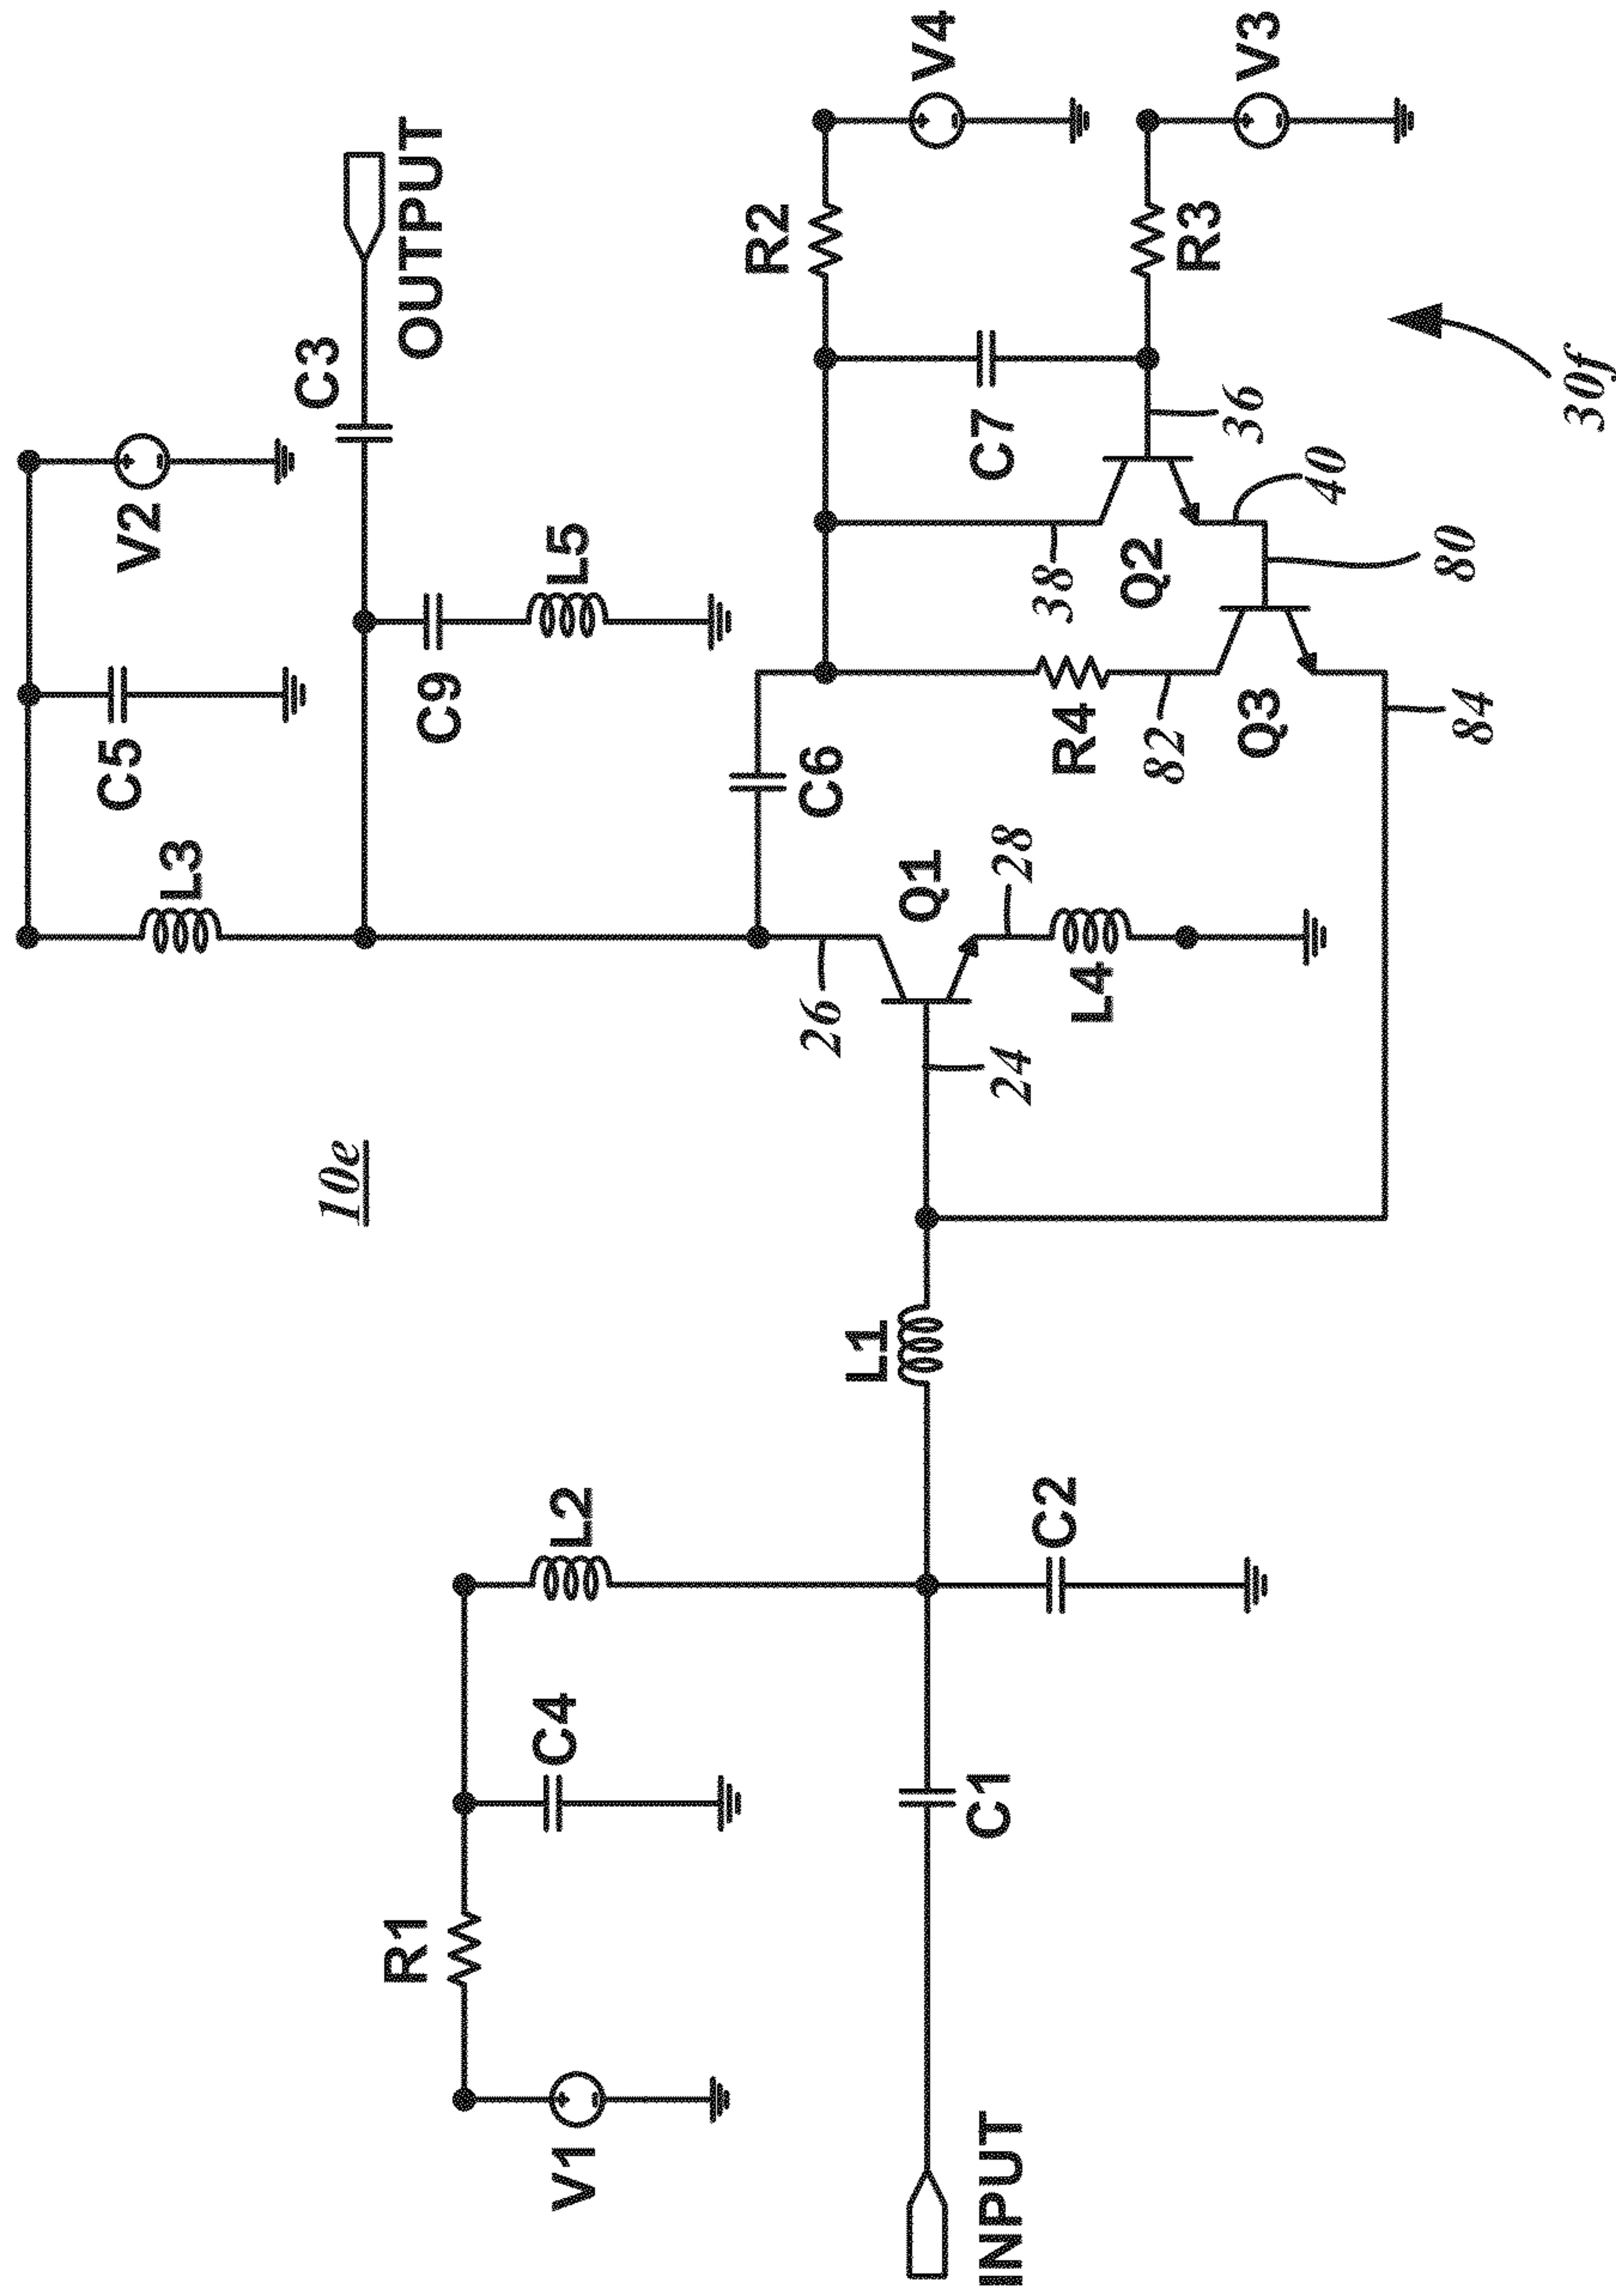 V2
C5
L3
C3
OUTPUT
10e
C9
L5
R1
C4
L2
V1
R2
V4
C6
26
Q1
28
24
L4
L1
C1
C2
INPUT
C7
R3
V3
36
38
Q2
40
R4
82
80
Q3
84
30f